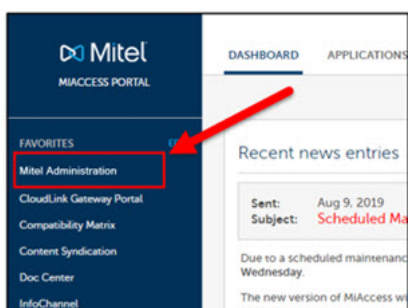 Mitel
MIACCESS PORTAL
DASHBOARD APPLICATIONS
FAVORITES
Mitel Administration
CloudLink Gateway Portal
Compatibility Matrix
Content Syndication
Doc Center
InfoChannel
Recent news entries
Sent: Aug 9, 2019
Subject: Scheduled Ma
Due to a scheduled maintenanc
Wednesday.
The new version of MiAccess wi